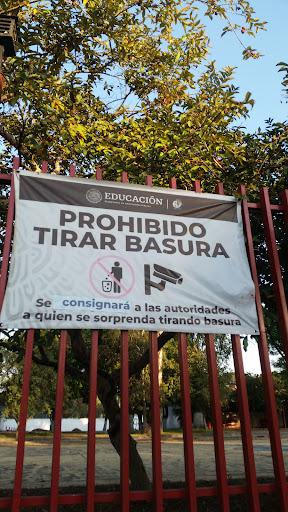 EDUCACIÓN
PROHIBIDO
TIRAR BASURA
Se consignará a las autoridades
a quien se sorprenda tirando basura